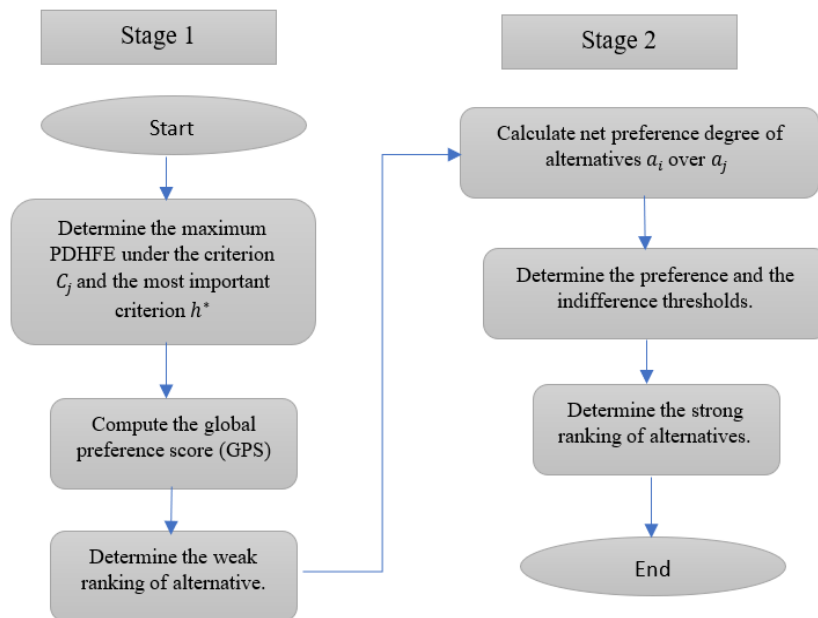 Stage 1
Start
Determine the maximum
PDHFE under the criterion
C_j and the most important
criterion h*
Compute the global
preference score (GPS)
Determine the weak
ranking of alternative.
Stage 2
Calculate net preference degree of
alternatives a_i over a_j
Determine the preference and the
indifference thresholds.
Determine the strong
ranking of alternatives.
End